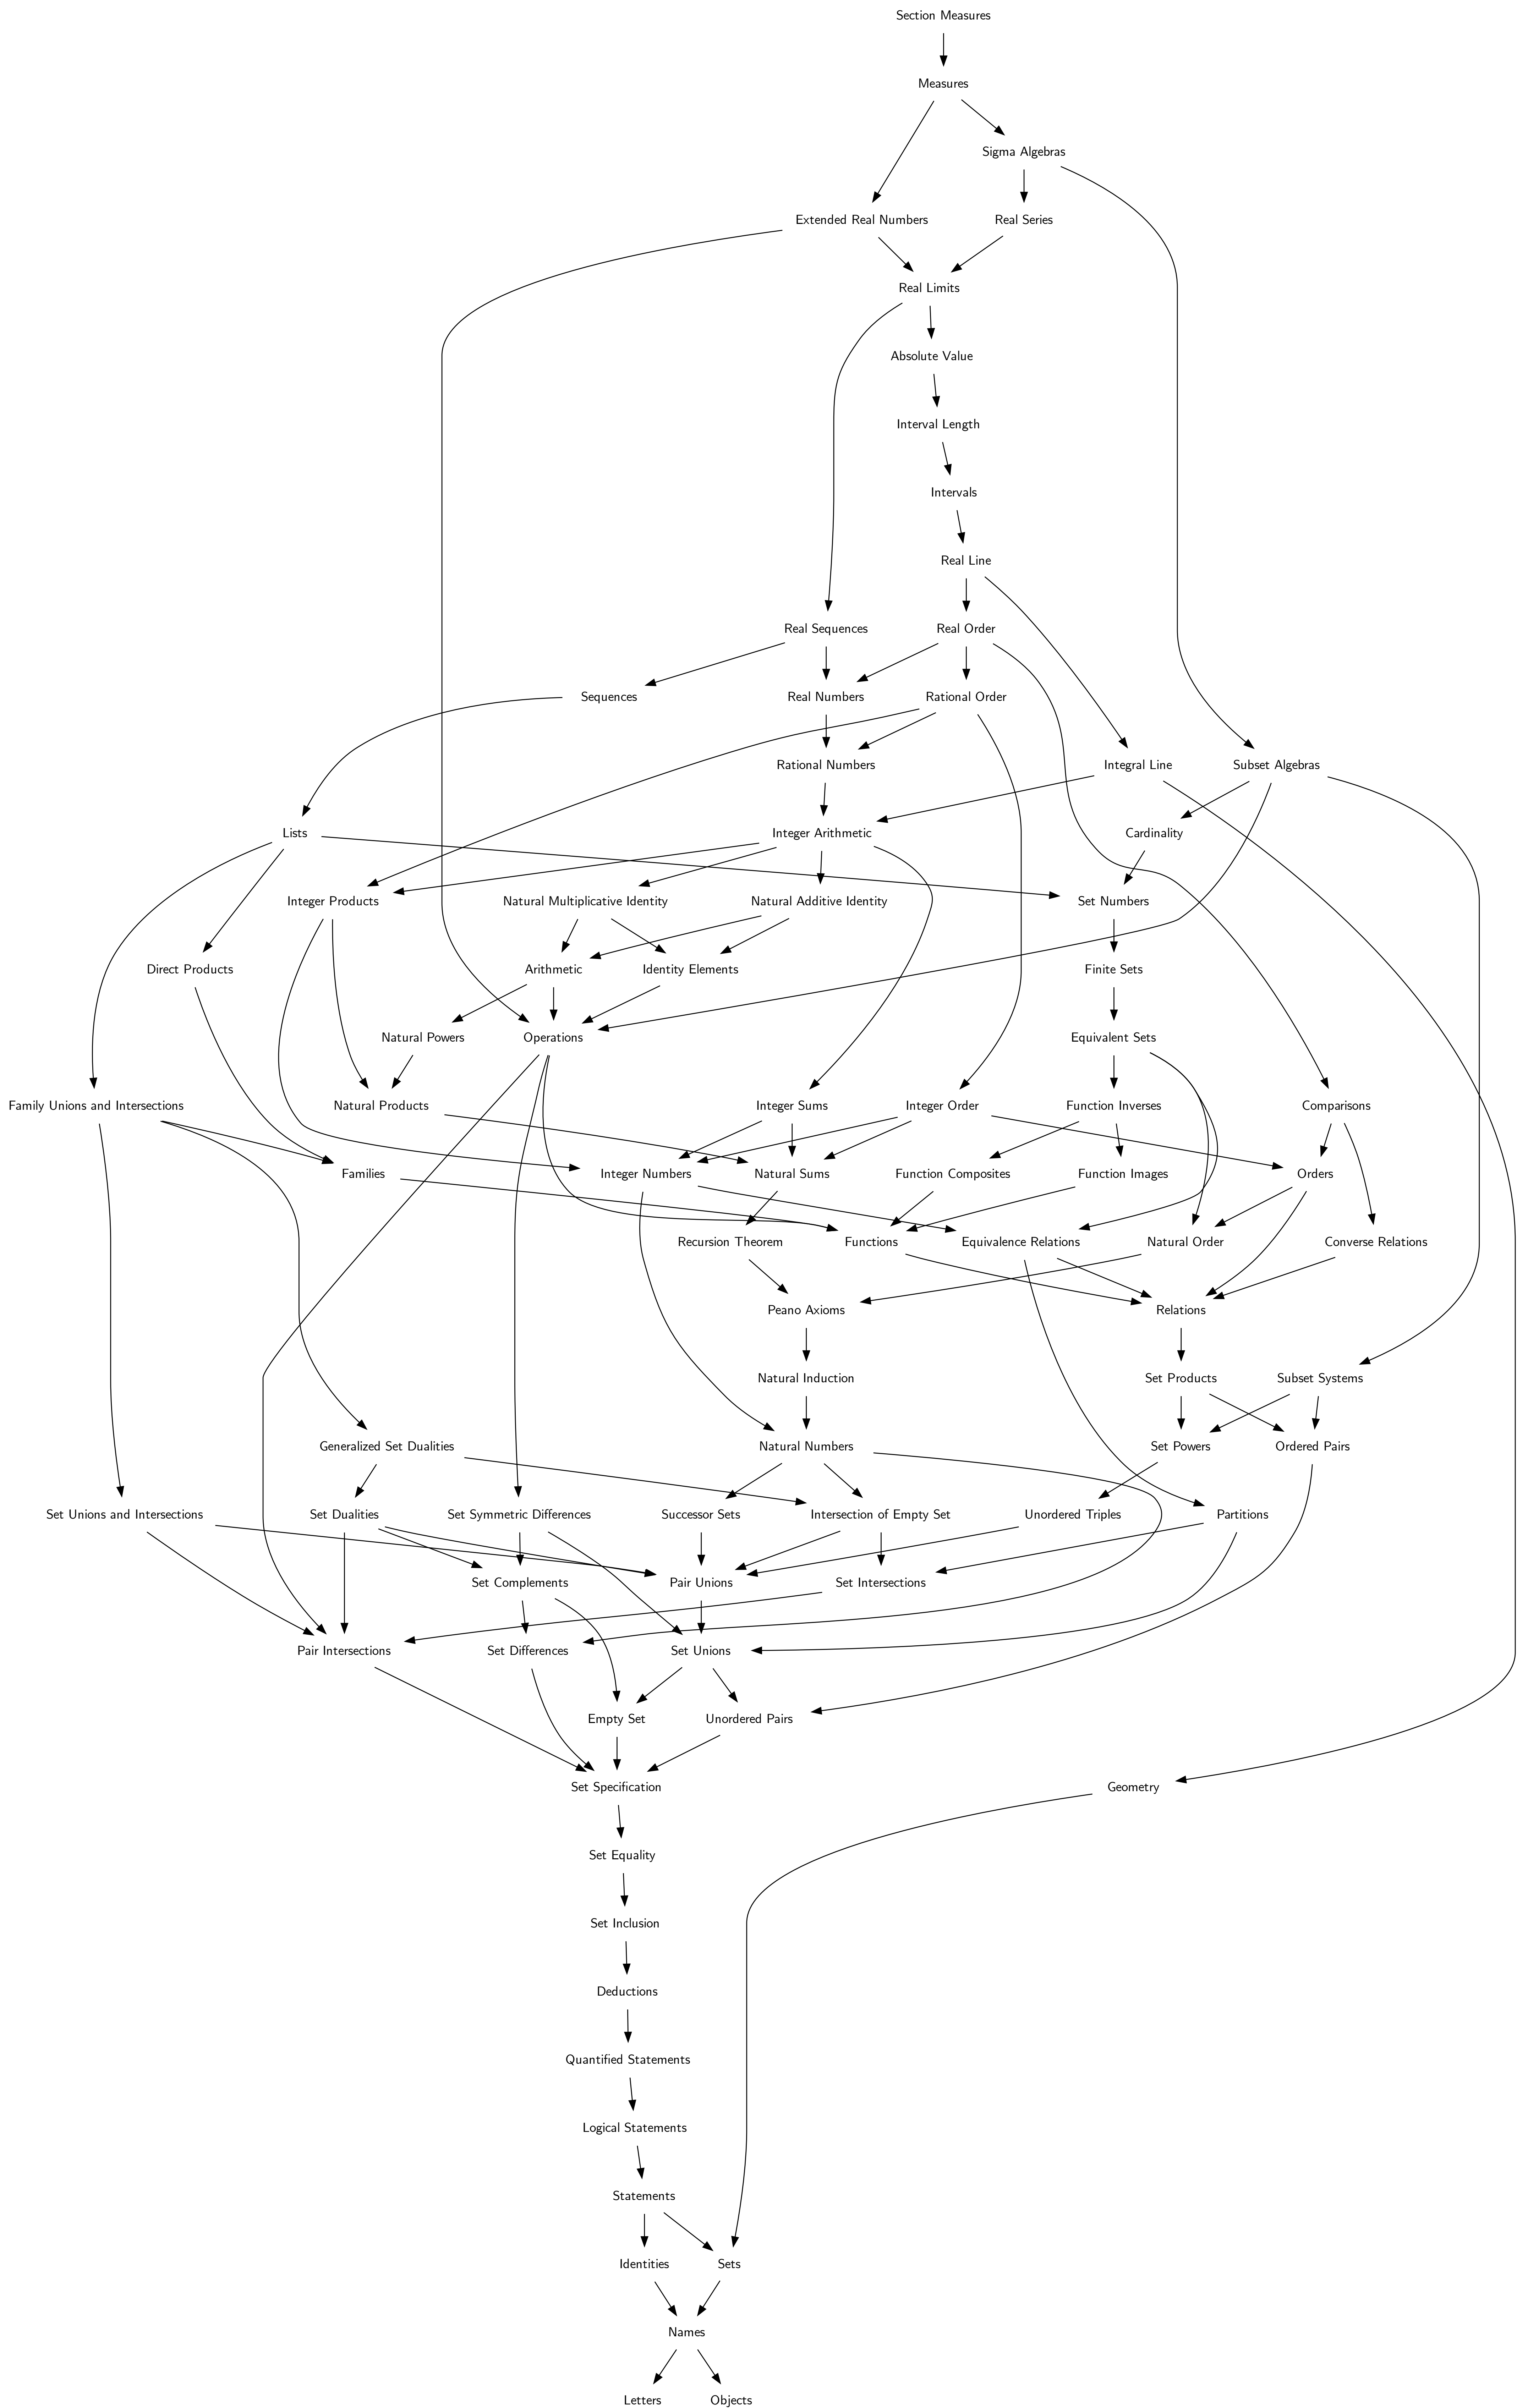 Section Measures
Measures
Sigma Algebras
Extended Real Numbers
Real Series
Real Limits
Absolute Value
Interval Length
Intervals
Real Line
Real Sequences
Real Order
Sequences
Real Numbers
Rational Order
Rational Numbers
Integral Line
Subset Algebras
Lists
Integer Arithmetic
Cardinality
Integer Products
Natural Multiplicative Identity
Natural Additive Identity
Set Numbers
Direct Products
Arithmetic
Identity Elements
Finite Sets
Natural Powers
Operations
Equivalent Sets
Family Unions and Intersections
Natural Products
Integer Sums
Integer Order
Function Inverses
Comparisons
Families
Integer Numbers
Natural Sums
Function Composites
Function Images
Orders
Recursion Theorem
Functions
Equivalence Relations
Natural Order
Converse Relations
Peano Axioms
Relations
Natural Induction
Set Products
Subset Systems
Generalized Set Dualities
Natural Numbers
Set Powers
Ordered Pairs
Set Unions and Intersections
Set Dualities
Set Symmetric Differences
Successor Sets
Intersection of Empty Set
Unordered Triples
Partitions
Set Complements
Pair Unions
Set Intersections
Pair Intersections
Set Differences
Set Unions
Empty Set
Unordered Pairs
Set Specification
Geometry
Set Equality
Set Inclusion
Deductions
Quantified Statements
Logical Statements
Statements
Identities
Sets
Names
Letters
Objects